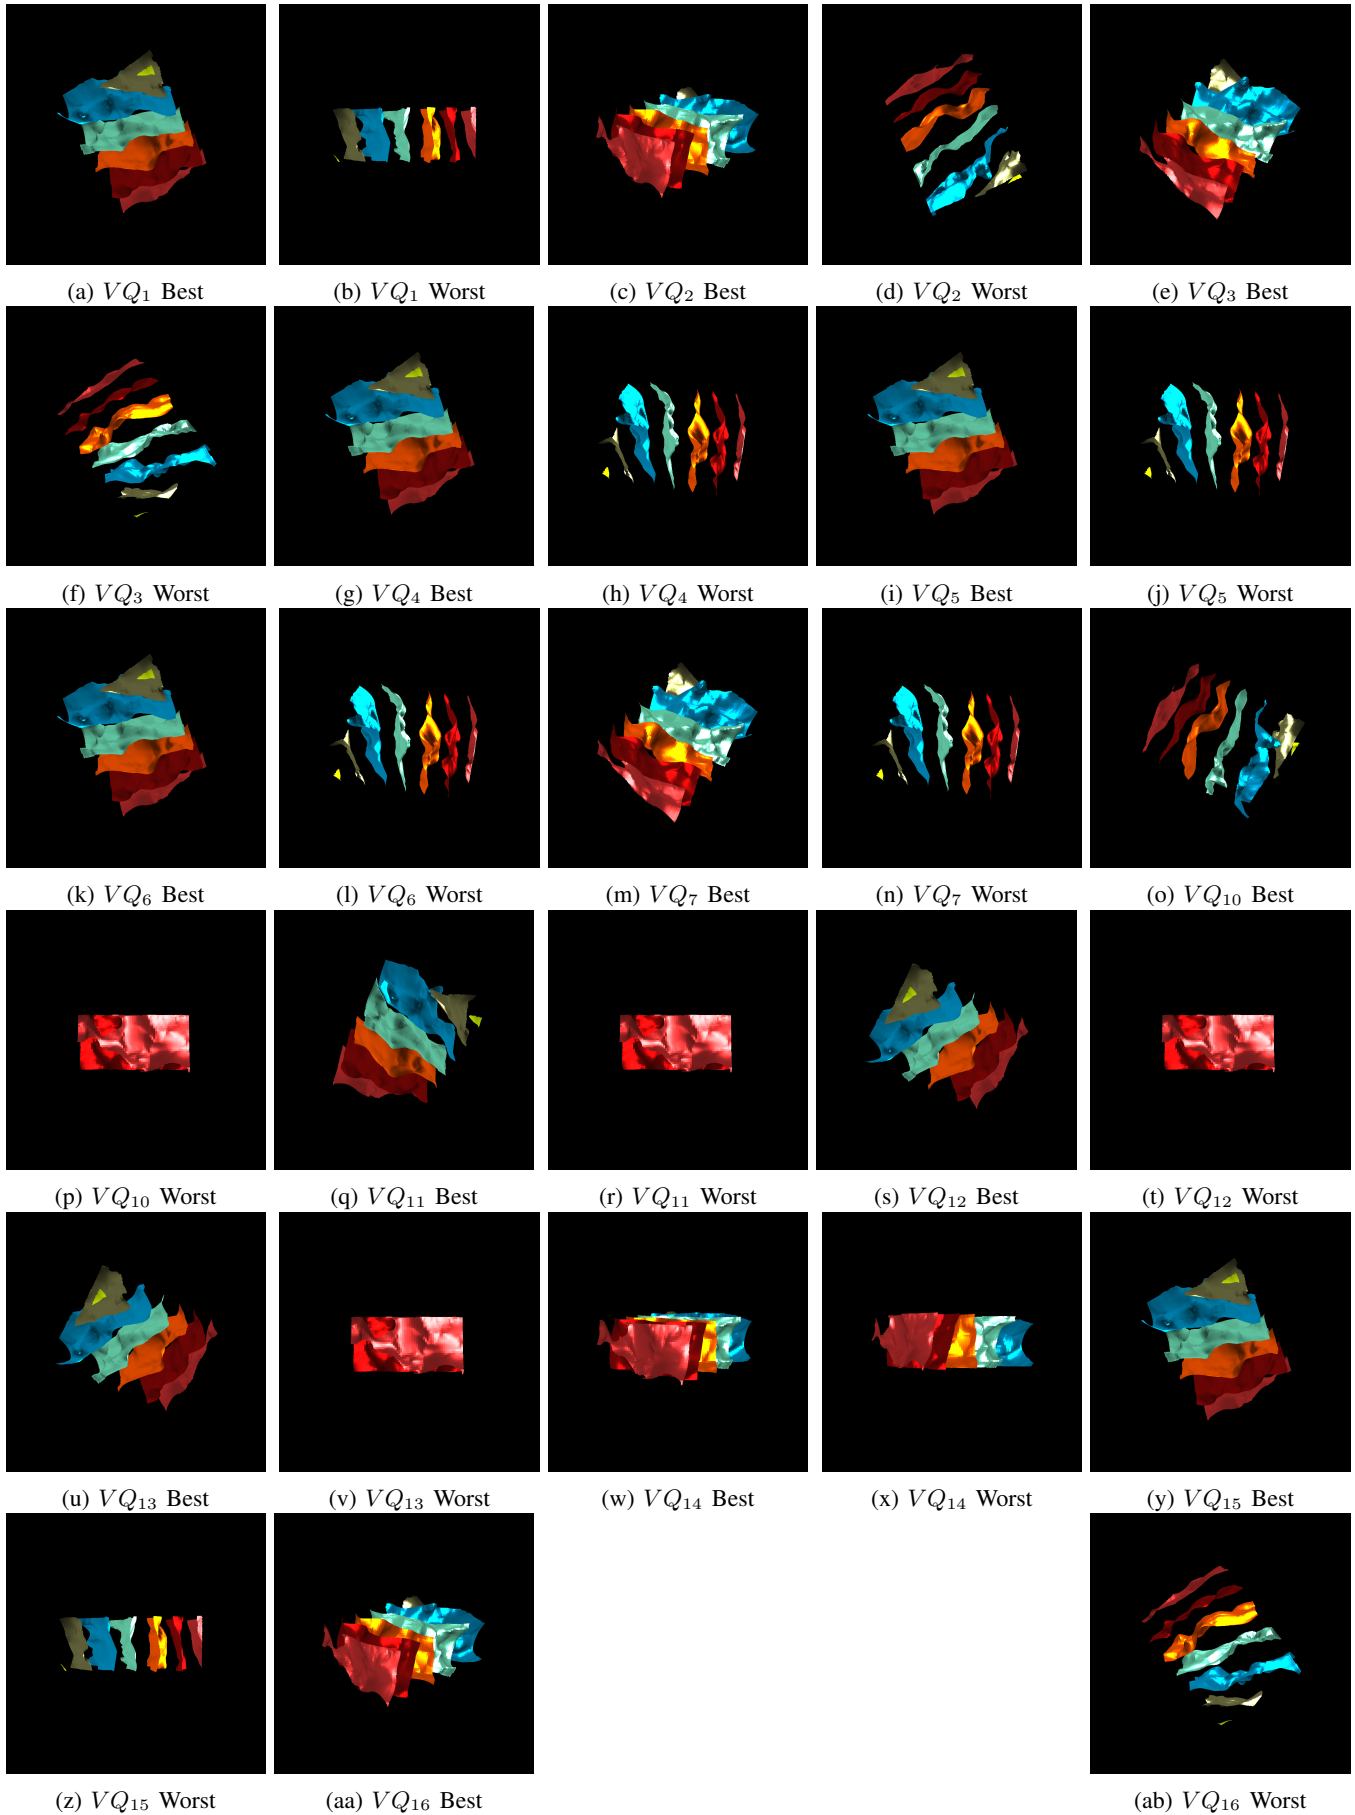 (a) VQ₁ Best (b) VQ₁ Worst (c) VQ₂ Best (d) VQ₂ Worst (e) VQ₃ Best
(f) VQ₃ Worst (g) VQ₄ Best (h) VQ₄ Worst (i) VQ₅ Best (j) VQ₅ Worst
(k) VQ₆ Best (l) VQ₆ Worst (m) VQ₇ Best (n) VQ₇ Worst (o) VQ₁₀ Best
(p) VQ₁₀ Worst (q) VQ₁₁ Best (r) VQ₁₁ Worst (s) VQ₁₂ Best (t) VQ₁₂ Worst
(u) VQ₁₃ Best (v) VQ₁₃ Worst (w) VQ₁₄ Best (x) VQ₁₄ Worst (y) VQ₁₅ Best
(z) VQ₁₅ Worst (aa) VQ₁₆ Best (ab) VQ₁₆ Worst